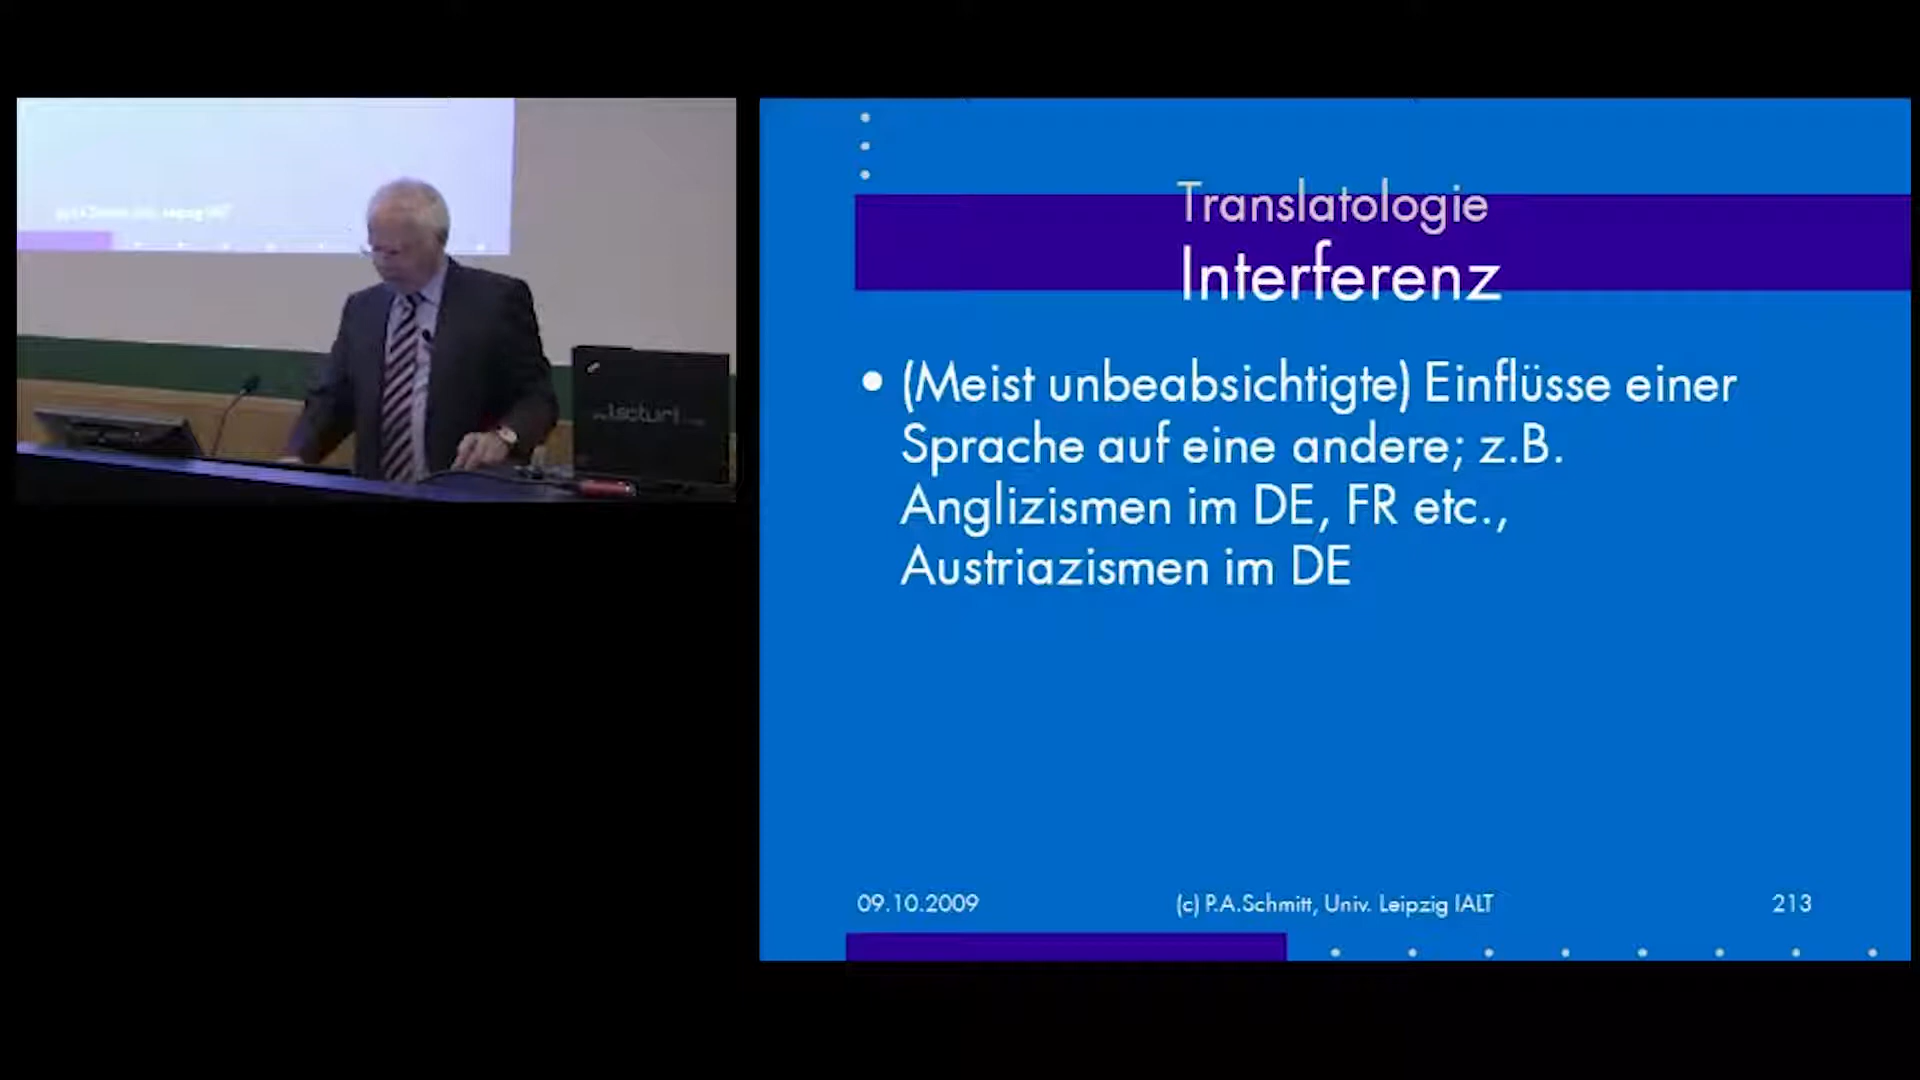 Translatologie
Interferenz
• (Meist unbeabsichtigte) Einflüsse einer
Sprache auf eine andere; z.B.
Anglizismen im DE, FR etc.,
Austriazismen im DE
09.10.2009
(c) P.A.Schmitt, Univ. Leipzig IALT
213